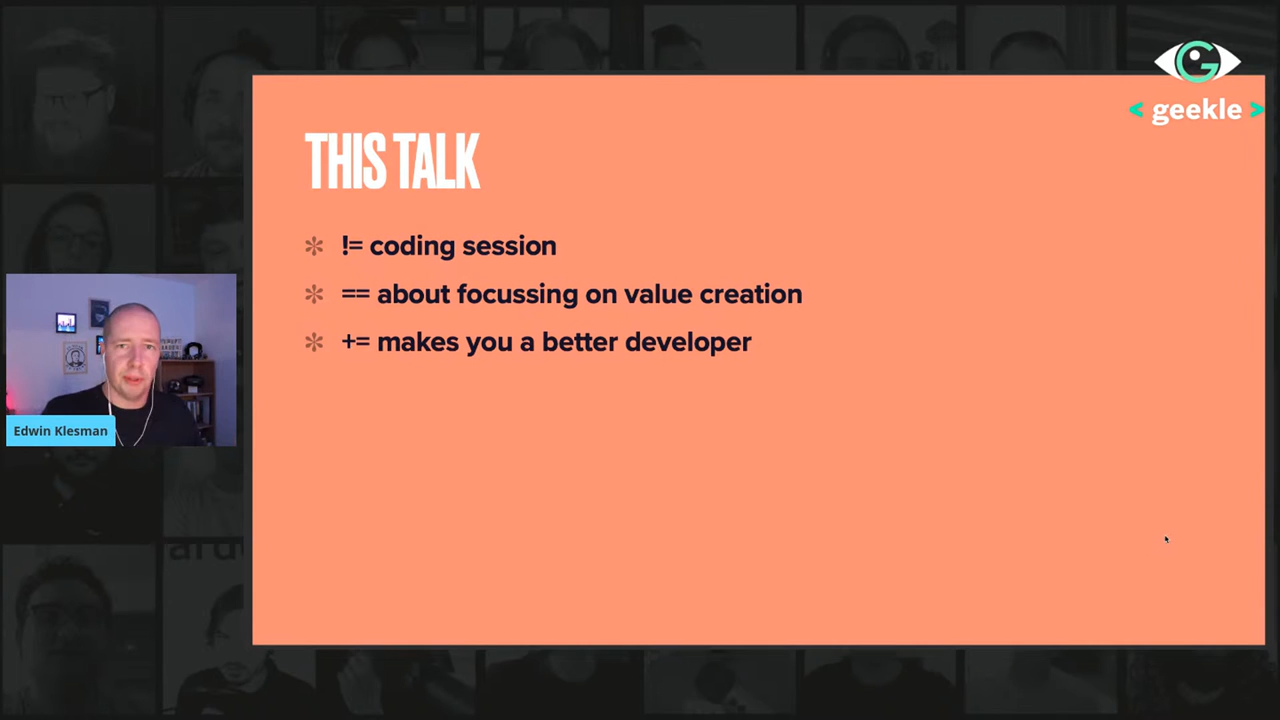 < geekle >
THIS TALK
* != coding session
* == about focussing on value creation
* += makes you a better developer
Edwin Klesman